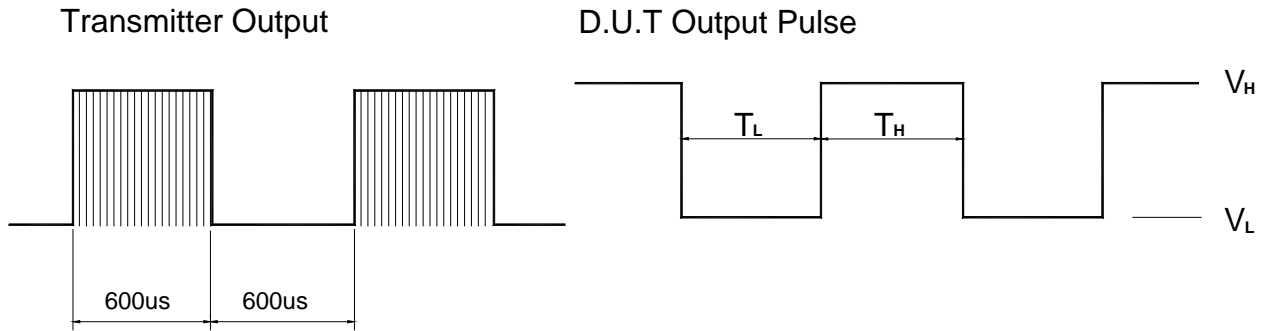 Transmitter Output
D.U.T Output Pulse
VH
TL
TH
VL
600us
600us